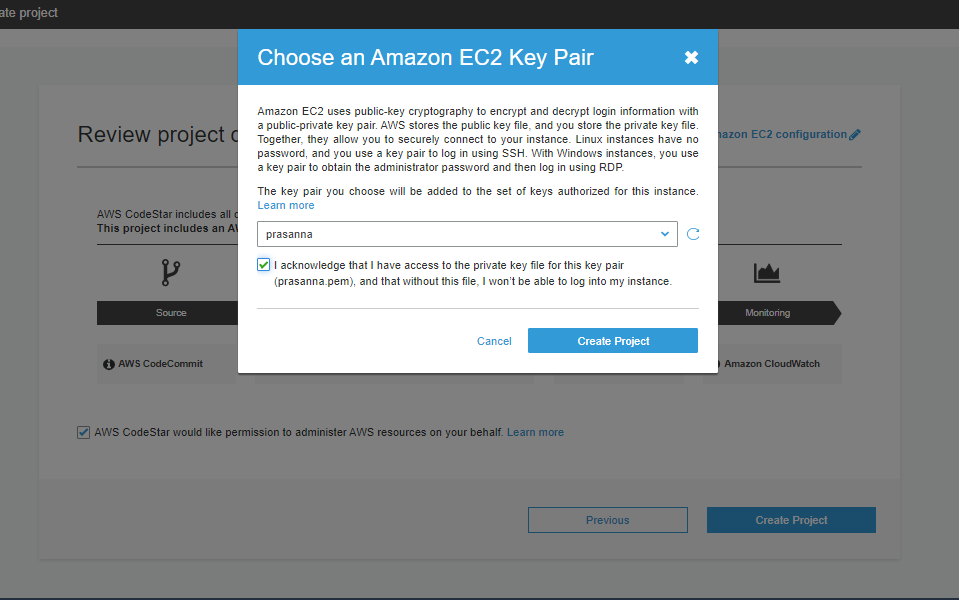 ate project
Choose an Amazon EC2 Key Pair
Amazon EC2 uses public-key cryptography to encrypt and decrypt login information with
a public-private key pair. AWS stores the public key file, and you store the private key file.
Together, they allow you to securely connect to your instance. Linux instances have no
password, and you use a key pair to log in using SSH. With Windows instances, you use
a key pair to obtain the administrator password and then log in using RDP.
The key pair you choose will be added to the set of keys authorized for this instance.
Learn more
prasanna
I acknowledge that I have access to the private key file for this key pair
(prasanna.pem), and that without this file, I won't be able to log into my instance.
Cancel
Create Project
Review project
mazon EC2 configuration
AWS CodeStar includes all
This project includes an AW
Source
Monitoring
AWS CodeCommit
Amazon CloudWatch
AWS CodeStar would like permission to administer AWS resources on your behalf. Learn more
Previous
Create Project